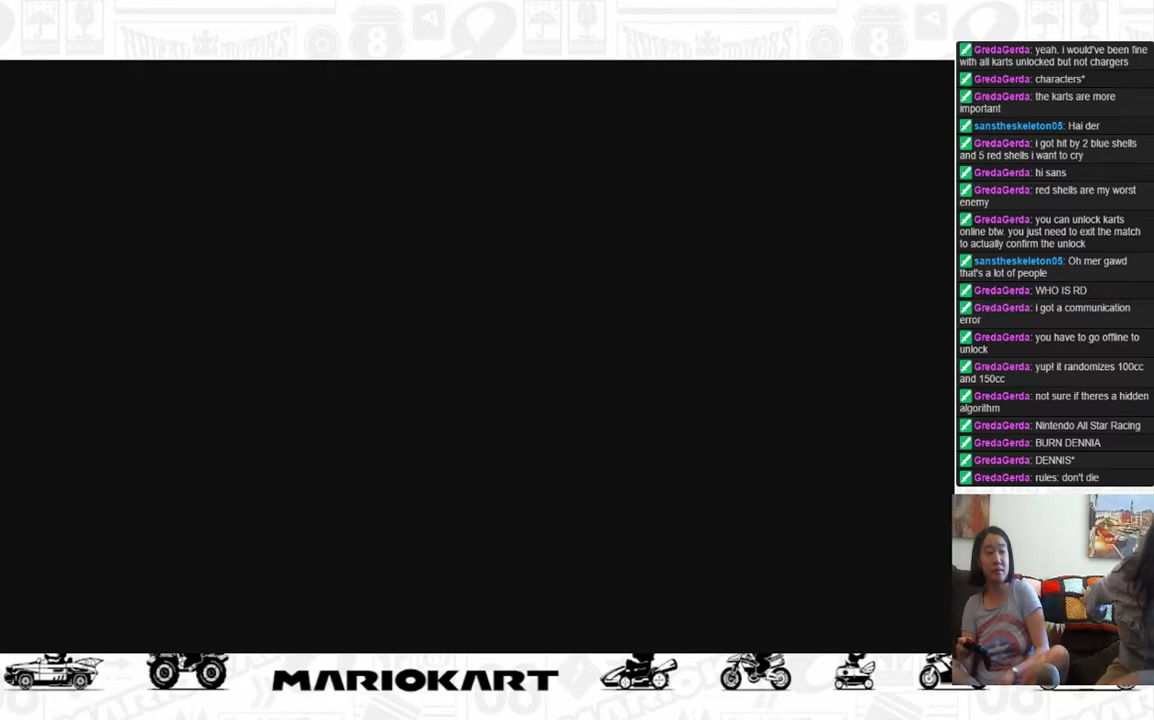 GredaGerda: yeah. i would've been fine
with all karts unlocked but not chargers
GredaGerda: characters*
GredaGerda: the karts are more
important
sanstheskeleton05: Hai der
GredaGerda: i got hit by 2 blue shells
and 5 red shells i want to cry
GredaGerda: hi sans
GredaGerda: red shells are my worst
enemy
GredaGerda: you can unlock karts
online btw. you just need to exit the match
to actually confirm the unlock
sanstheskeleton05: Oh mer gawd
that's a lot of people
GredaGerda: WHO IS RD
GredaGerda: i got a communication
error
GredaGerda: you have to go offline to
unlock
GredaGerda: yup! it randomizes 100cc
and 150cc
GredaGerda: not sure if theres a hidden
algorithm
GredaGerda: Nintendo All Star Racing
GredaGerda: BURN DENNIA
GredaGerda: DENNIS*
GredaGerda: rules: don't die
MARIOKART